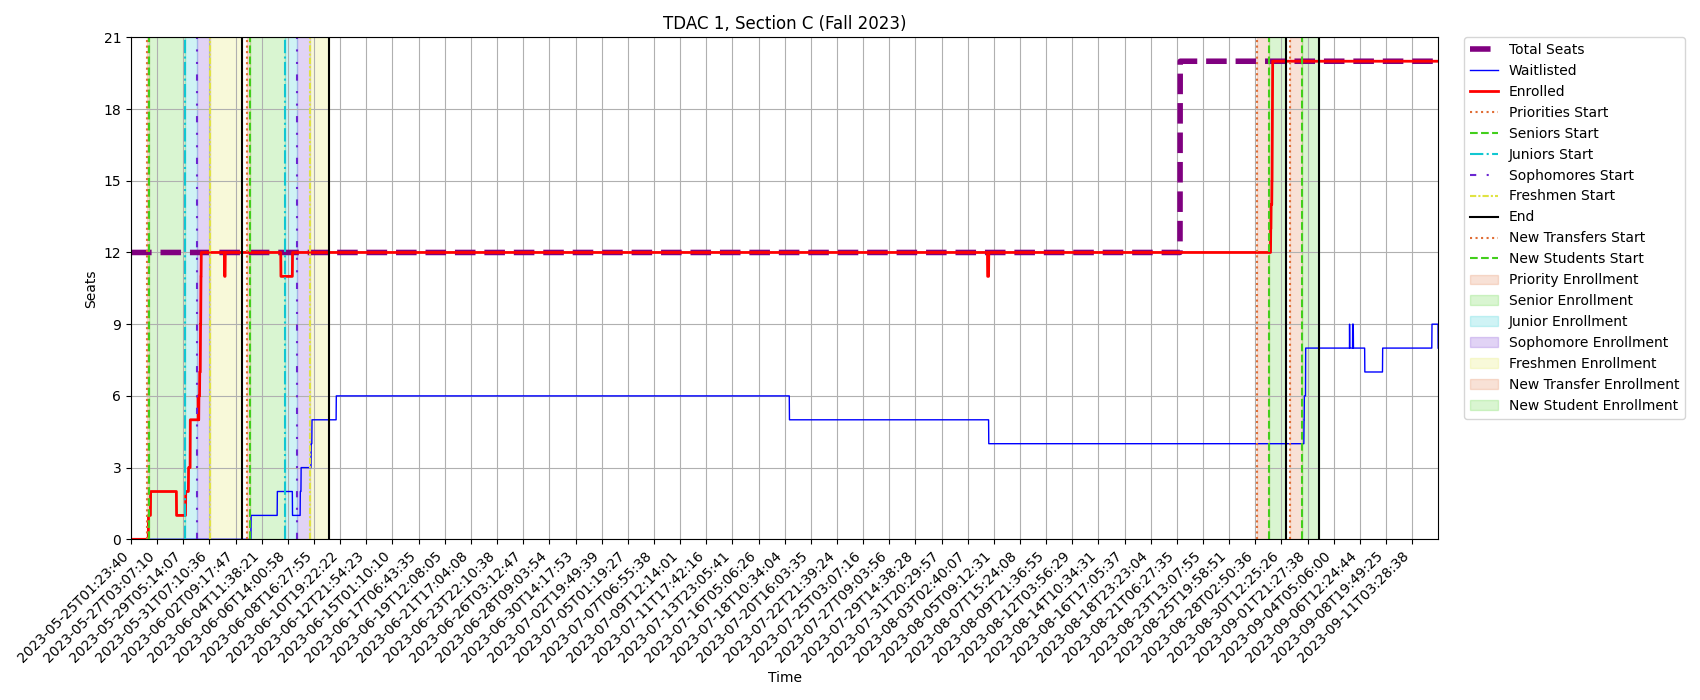 TDAC 1, Section C (Fall 2023)
21
18
15
12
9
6
3
0
Seats
2023-05-25T01:23:40
2023-05-27T03:07:10
2023-05-29T05:14:07
2023-05-31T07:10:36
2023-06-02T09:17:47
2023-06-04T11:38:21
2023-06-06T14:00:58
2023-06-08T16:27:55
2023-06-10T19:22:22
2023-06-12T21:54:23
2023-06-15T01:10:10
2023-06-17T06:43:35
2023-06-19T12:08:05
2023-06-21T17:04:08
2023-06-23T22:10:38
2023-06-26T03:12:47
2023-06-28T09:03:54
2023-06-30T14:17:53
2023-07-02T19:49:39
2023-07-05T01:19:27
2023-07-07T06:55:38
2023-07-09T12:14:01
2023-07-11T17:42:16
2023-07-13T23:05:41
2023-07-16T05:06:26
2023-07-18T10:34:04
2023-07-20T16:03:35
2023-07-22T21:39:24
2023-07-25T03:07:16
2023-07-27T09:03:56
2023-07-29T14:38:28
2023-07-31T20:29:57
2023-08-03T02:40:07
2023-08-05T09:12:31
2023-08-07T15:24:08
2023-08-09T21:36:55
2023-08-12T03:56:29
2023-08-14T10:34:31
2023-08-16T17:05:37
2023-08-18T23:23:04
2023-08-21T06:27:35
2023-08-23T13:07:55
2023-08-25T19:58:51
2023-08-28T02:50:36
2023-08-30T12:25:26
2023-09-01T21:27:38
2023-09-04T05:06:00
2023-09-06T12:24:44
2023-09-08T19:49:25
2023-09-11T03:28:38
Time
Total Seats
Waitlisted
Enrolled
Priorities Start
Seniors Start
Juniors Start
Sophomores Start
Freshmen Start
End
New Transfers Start
New Students Start
Priority Enrollment
Senior Enrollment
Junior Enrollment
Sophomore Enrollment
Freshmen Enrollment
New Transfer Enrollment
New Student Enrollment